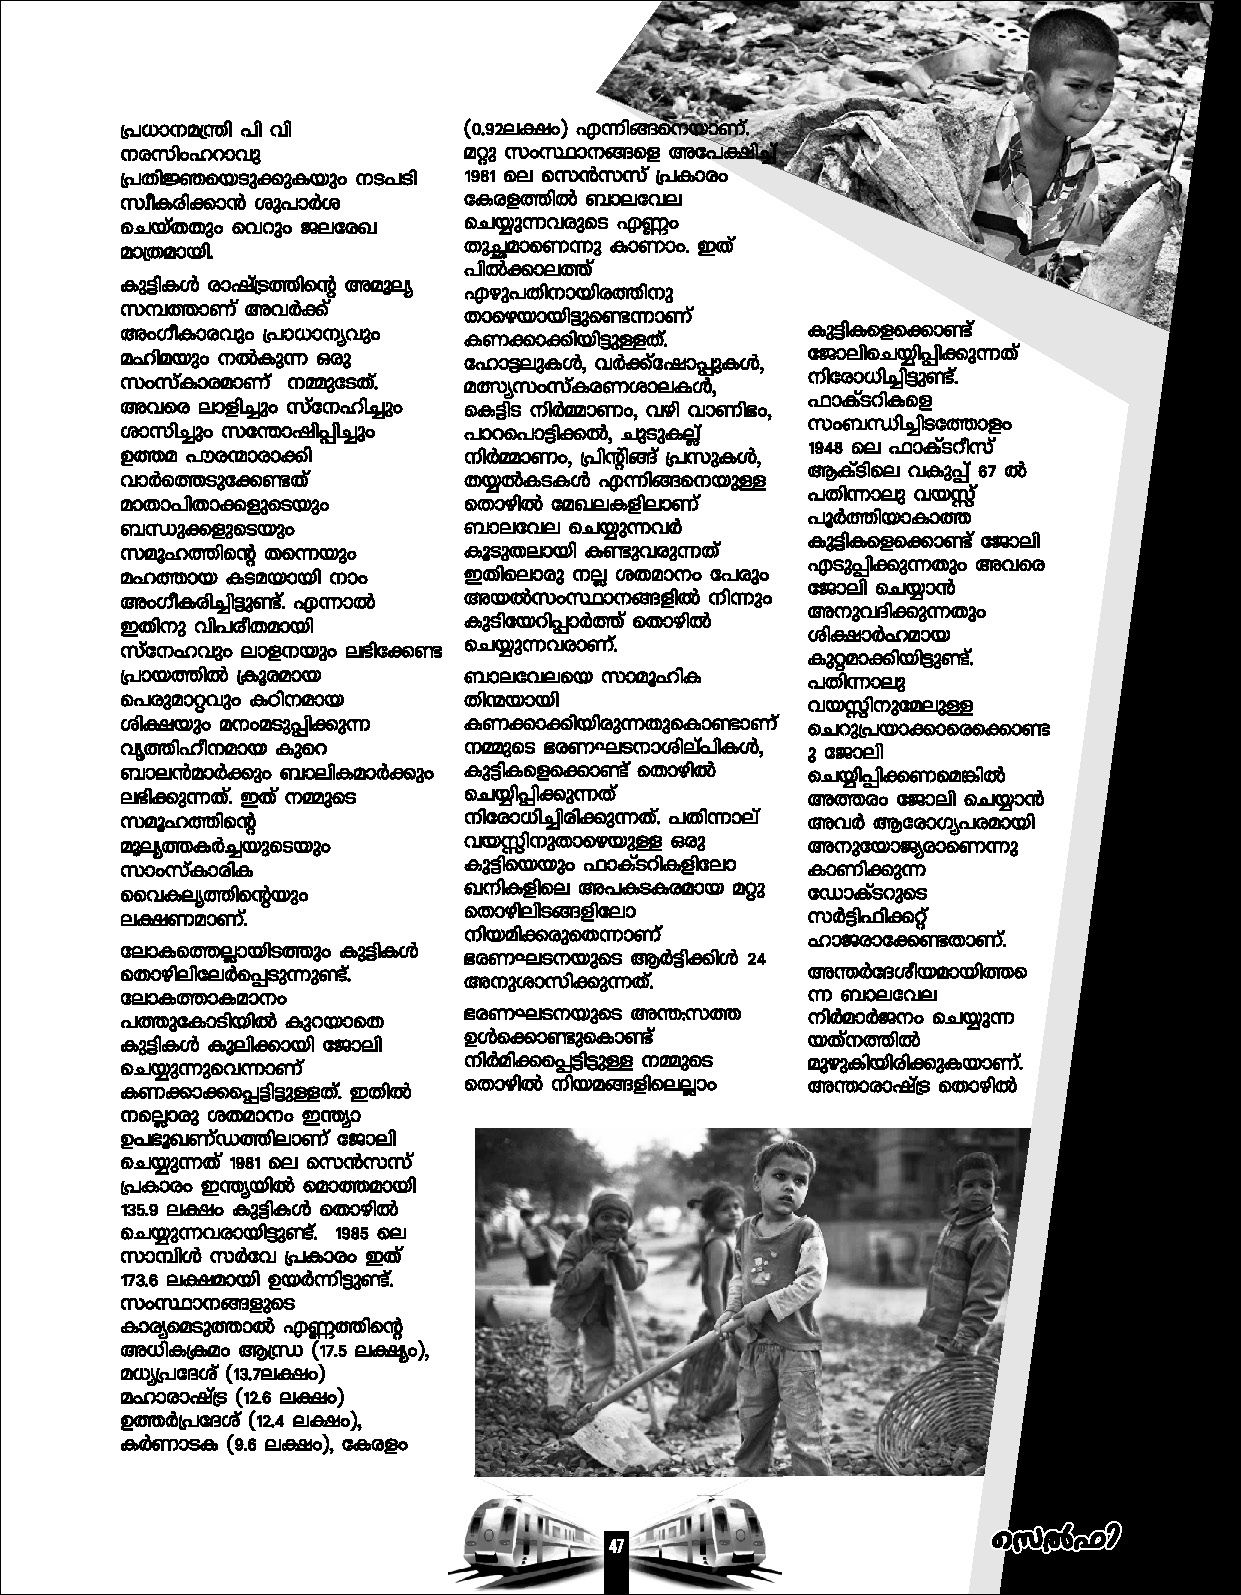 പ്രധാനമന്ത്രി പി വി
നരസിംഹറാവു
പ്രതിജ്ഞയെടുക്കുകയും നടപടി
സ്വീകരിക്കാൻ ശുപാർശ
ചെയ്തതും വെറും ജലരേഖ
മാത്രമായി.
കുട്ടികൾ രാഷ്ട്രത്തിന്റെ അമൂല്യ
സമ്പത്താണ് അവർക്ക്
അംഗീകാരവും പ്രാധാന്യവും
മഹിമയും നൽകുന്ന ഒരു
സംസ്കാരമാണ് നമ്മുടേത്.
അവരെ ലാളിച്ചും സ്നേഹിച്ചും
ശാസിച്ചും സന്തോഷിപ്പിച്ചും
ഉത്തമ പൗരന്മാരാക്കി
വാർത്തെടുക്കേണ്ടത്
മാതാപിതാക്കളുടെയും
ബന്ധുക്കളുടെയും
സമൂഹത്തിന്റെ തന്നെയും
മഹത്തായ കടമയായി നാം
അംഗീകരിച്ചിട്ടുണ്ട്. എന്നാൽ
ഇതിനു വിപരീതമായി
സ്നേഹവും ലാളനയും ലഭിക്കേണ്ട
പ്രായത്തിൽ ക്രൂരമായ
പെരുമാറ്റവും കഠിനമായ
ശിക്ഷയും മനംമടുപ്പിക്കുന്ന
വൃത്തിഹീനമായ കുറെ
ബാലൻമാർക്കും ബാലികമാർക്കും
ലഭിക്കുന്നത്. ഇത് നമ്മുടെ
സമൂഹത്തിന്റെ
മൂല്യത്തകർച്ചയുടെയും
സാംസ്കാരിക
വൈകല്യത്തിന്റെയും
ലക്ഷണമാണ്.
ലോകത്തെല്ലായിടത്തും കുട്ടികൾ
തൊഴിലിലേർപ്പെടുന്നുണ്ട്.
ലോകത്താകമാനം
പത്തുകോടിയിൽ കുറയാതെ
കുട്ടികൾ കൂലിക്കായി ജോലി
ചെയ്യുന്നുവെന്നാണ്
കണക്കാക്കപ്പെട്ടിട്ടുള്ളത്. ഇതിൽ
നല്ലൊരു ശതമാനം ഇന്ത്യാ
ഉപഭൂഖണ്ഡത്തിലാണ് ജോലി
ചെയ്യുന്നത് 1981 ലെ സെൻസസ്
പ്രകാരം ഇന്ത്യയിൽ മൊത്തമായി
135.9 ലക്ഷം കുട്ടികൾ തൊഴിൽ
ചെയ്യുന്നവരായിട്ടുണ്ട്. 1985 ലെ
സാമ്പിൾ സർവേ പ്രകാരം ഇത്
173.6 ലക്ഷമായി ഉയർന്നിട്ടുണ്ട്.
സംസ്ഥാനങ്ങളുടെ
കാര്യമെടുത്താൽ എണ്ണത്തിന്റെ
അധികക്രമം ആന്ധ്ര (17.5 ലക്ഷ്യം),
മധ്യപ്രദേശ് (13.7ലക്ഷം)
മഹാരാഷ്ട്ര (12.6 ലക്ഷം)
ഉത്തർപ്രദേശ് (12.4 ലക്ഷം),
കർണാടക (9.6 ലക്ഷം), കേരളം
(0.92ലക്ഷം) എന്നിങ്ങനെയാണ്.
മറ്റു സംസ്ഥാനങ്ങളെ അപേക്ഷിച്ച്
1981 ലെ സെൻസസ് പ്രകാരം
കേരളത്തിൽ ബാലവേല
ചെയ്യുന്നവരുടെ എണ്ണം
തുച്ഛമാണെന്നു കാണാം. ഇത്
പിൽക്കാലത്ത്
എഴുപതിനായിരത്തിനു
താഴെയായിട്ടുണ്ടെന്നാണ്
കണക്കാക്കിയിട്ടുള്ളത്.
ഹോട്ടലുകൾ, വർക്ക്ഷോപ്പുകൾ,
മത്സ്യസംസ്കരണശാലകൾ,
കെട്ടിട നിർമ്മാണം, വഴി വാണിഭം,
പാറപൊട്ടിക്കൽ, ചുടുകല്ല്
നിർമ്മാണം, പ്രിന്റിങ്ങ് പ്രസുകൾ,
തയ്യൽകടകൾ എന്നിങ്ങനെയുള്ള
തൊഴിൽ മേഖലകളിലാണ്
ബാലവേല ചെയ്യുന്നവർ
കൂടുതലായി കണ്ടുവരുന്നത്
ഇതിലൊരു നല്ല ശതമാനം പേരും
അയൽസംസ്ഥാനങ്ങളിൽ നിന്നും
കുടിയേറിപ്പാർത്ത് തൊഴിൽ
ചെയ്യുന്നവരാണ്.
ബാലവേലയെ സാമൂഹിക
തിന്മയായി
കണക്കാക്കിയിരുന്നതുകൊണ്ടാണ്
നമ്മുടെ ഭരണഘടനാശില്പികൾ,
കുട്ടികളെക്കൊണ്ട് തൊഴിൽ
ചെയ്യിപ്പിക്കുന്നത്
നിരോധിച്ചിരിക്കുന്നത്. പതിന്നാല്
വയസ്സിനുതാഴെയുള്ള ഒരു
കുട്ടിയെയും ഫാക്ടറികളിലോ
ഖനികളിലെ അപകടകരമായ മറ്റു
തൊഴിലിടങ്ങളിലോ
നിയമിക്കരുതെന്നാണ്
ഭരണഘടനയുടെ ആർട്ടിക്കിൾ 24
അനുശാസിക്കുന്നത്.
ഭരണഘടനയുടെ അന്ത:സത്ത
ഉൾക്കൊണ്ടുകൊണ്ട്
നിർമിക്കപ്പെട്ടിട്ടുള്ള നമ്മുടെ
തൊഴിൽ നിയമങ്ങളിലെല്ലാം
കുട്ടികളെക്കൊണ്ട്
ജോലിചെയ്യിപ്പിക്കുന്നത്
നിരോധിച്ചിട്ടുണ്ട്.
ഫാക്ടറികളെ
സംബന്ധിച്ചിടത്തോളം
1948 ലെ ഫാക്ടറീസ്
ആക്ടിലെ വകുപ്പ് 67 ൽ
പതിന്നാലു വയസ്സ്
പൂർത്തിയാകാത്ത
കുട്ടികളെക്കൊണ്ട് ജോലി
എടുപ്പിക്കുന്നതും അവരെ
ജോലി ചെയ്യാൻ
അനുവദിക്കുന്നതും
ശിക്ഷാർഹമായ
കുറ്റമാക്കിയിട്ടുണ്ട്.
പതിന്നാലു
വയസ്സിനുമേലുള്ള
ചെറുപ്രയാക്കാരെക്കൊണ്ട
ു ജോലി
ചെയ്യിപ്പിക്കണമെങ്കിൽ
അത്തരം ജോലി ചെയ്യാൻ
അവർ ആരോഗ്യപരമായി
അനുയോജ്യരാണെന്നു
കാണിക്കുന്ന
ഡോക്ടറുടെ
സർട്ടിഫിക്കറ്റ്
ഹാജരാക്കേണ്ടതാണ്.
അന്തർദേശീയമായിത്തെ
ന്ന ബാലവേല
നിർമാർജനം ചെയ്യുന്ന
യത്നത്തിൽ
മുഴുകിയിരിക്കുകയാണ്.
അന്താരാഷ്ട്ര തൊഴിൽ
47
സെൽഫി